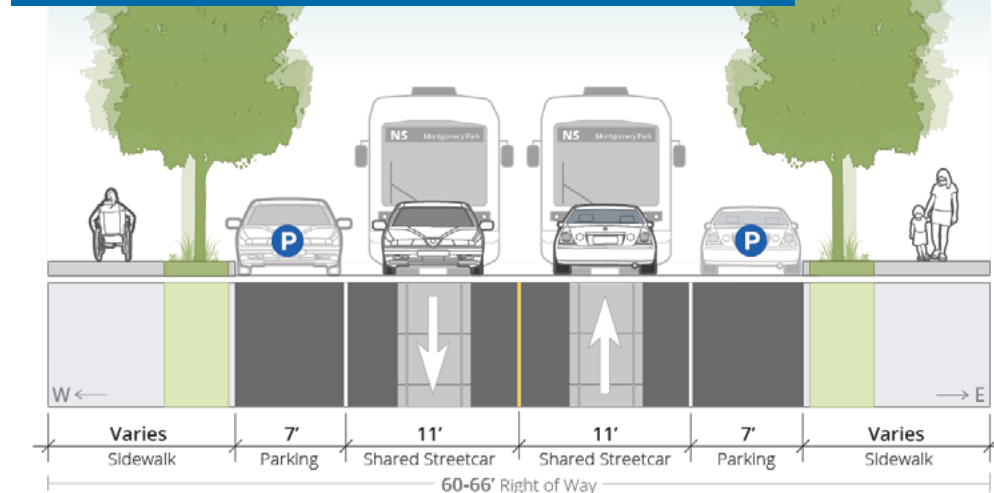 NS Montgomery Park
NS Montgomery Park
P
P
W
E
Varies
7'
11'
11'
7'
Varies
Sidewalk
Parking
Shared Streetcar
Shared Streetcar
Parking
Sidewalk
60-66' Right of Way